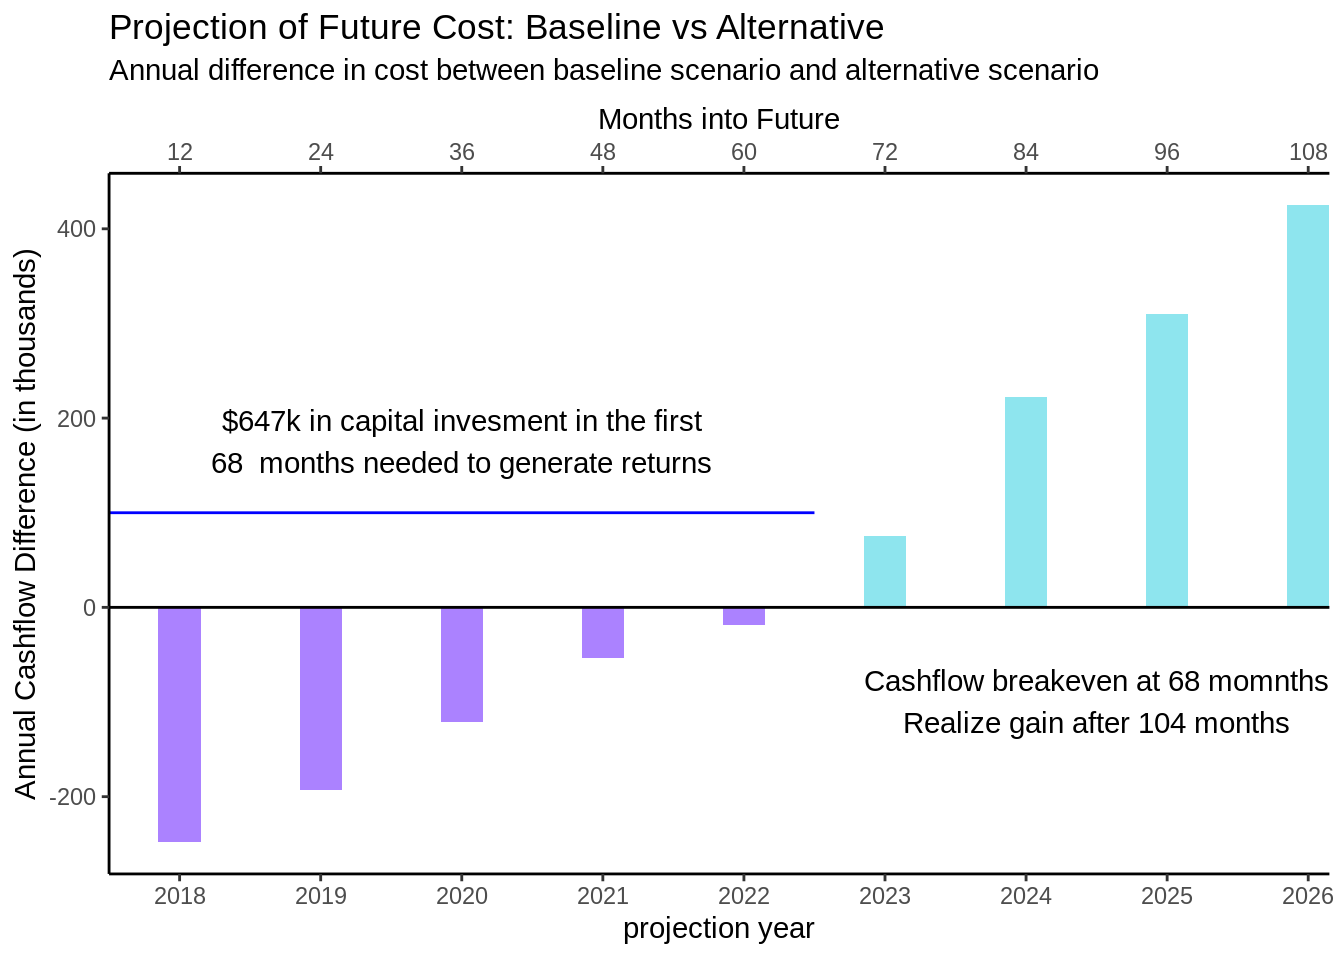 Projection of Future Cost: Baseline vs Alternative
Annual difference in cost between baseline scenario and alternative scenario
Months into Future
12 24 36 48 60 72 84 96 108
Annual Cashflow Difference (in thousands)
400
200
0
-200
$647k in capital invesment in the first
68  months needed to generate returns
Cashflow breakeven at 68 momnths
Realize gain after 104 months
2018 2019 2020 2021 2022 2023 2024 2025 2026
projection year